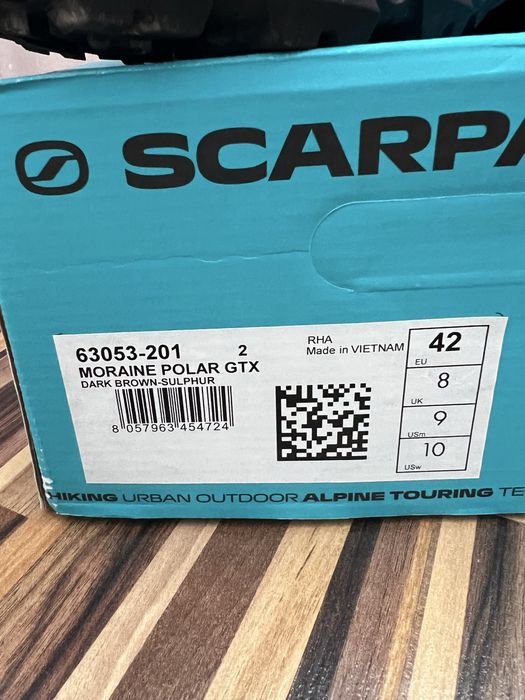 SCARPA
63053-201 2
MORAINE POLAR GTX
DARK BROWN-SULPHUR
8 057963 454724
RHA
Made in VIETNAM
42
EU
8
UK
9
USm
10
USw
HIKING URBAN OUTDOOR ALPINE TOURING TE